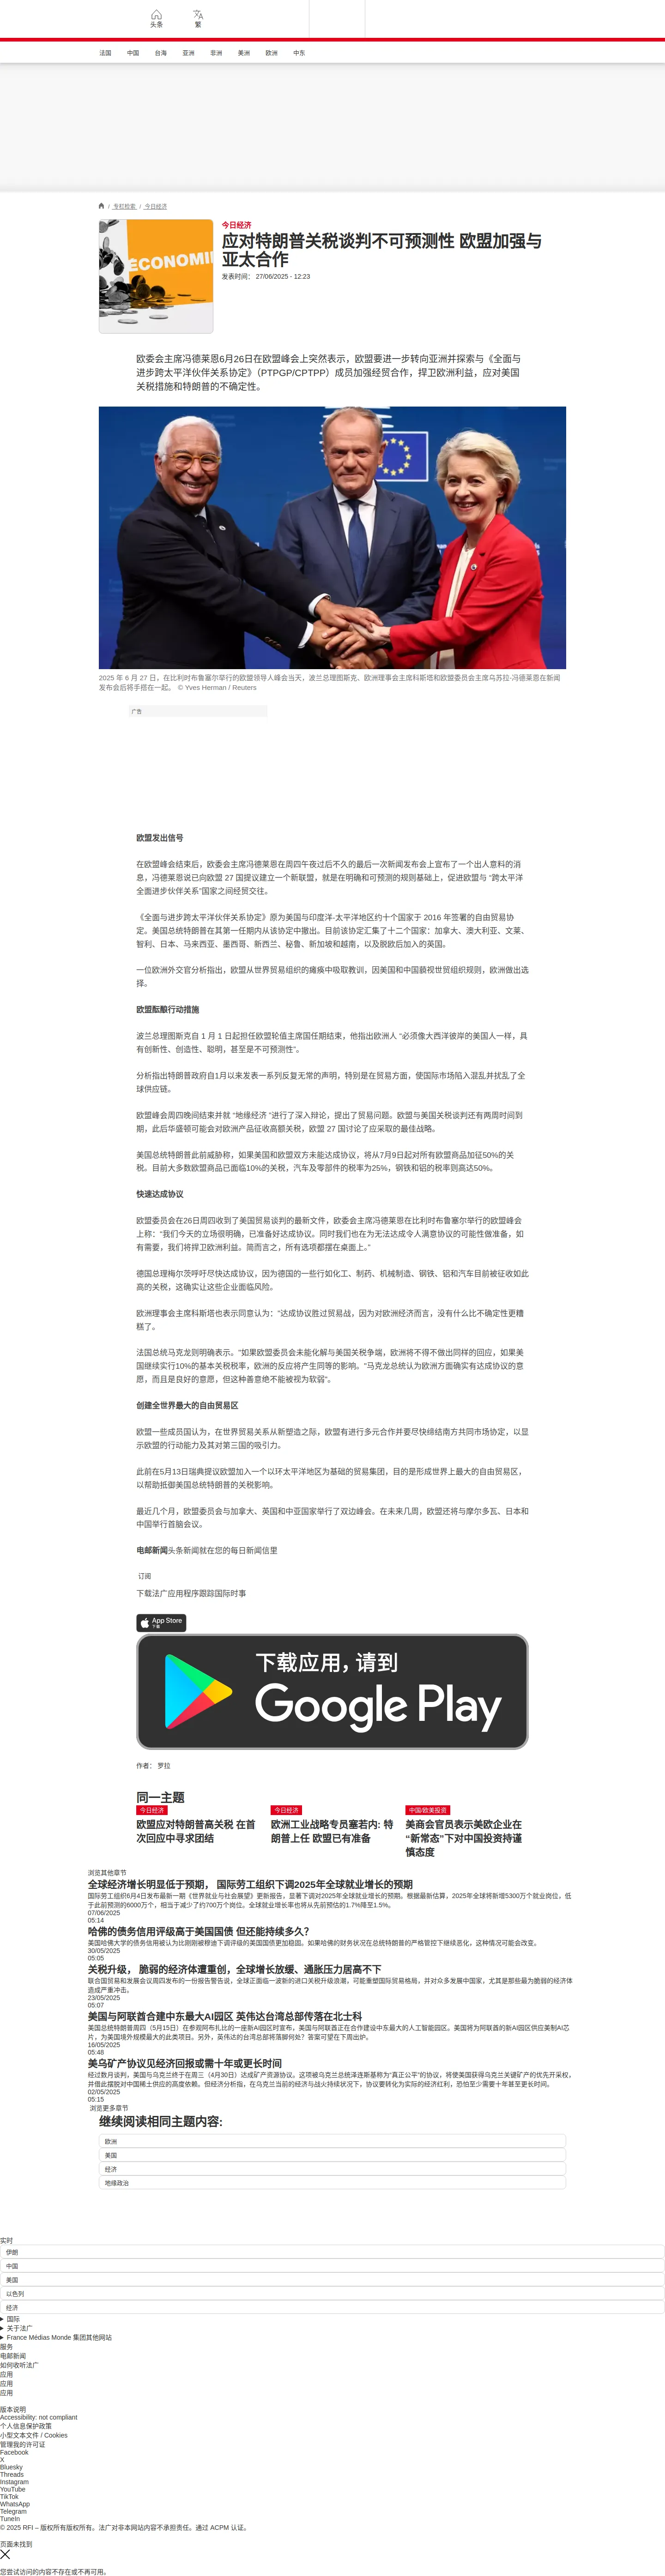 头条
繁
法国 中国 台海 亚洲 非洲 美洲 欧洲 中东
/ 专栏检索 / 今日经济
ECONOMIE
今日经济
应对特朗普关税谈判不可预测性 欧盟加强与
亚太合作
发表时间: 27/06/2025 - 12:23
欧委会主席冯德莱恩6月26日在欧盟峰会上突然表示，欧盟要进一步转向亚洲并探索与《全面与
进步跨太平洋伙伴关系协定》（PTPGP/CPTPP）成员加强经贸合作，捍卫欧洲利益，应对美国
关税措施和特朗普的不确定性。
2025 年 6 月 27 日，在比利时布鲁塞尔举行的欧盟领导人峰会当天，波兰总理图斯克、欧洲理事会主席科斯塔和欧盟委员会主席乌苏拉-冯德莱恩在新闻
发布会后将手搭在一起。 © Yves Herman / Reuters
广告
欧盟发出信号
在欧盟峰会结束后，欧委会主席冯德莱恩在周四午夜过后不久的最后一次新闻发布会上宣布了一个出人意料的消
息，冯德莱恩说已向欧盟 27 国提议建立一个新联盟，就是在明确和可预测的规则基础上，促进欧盟与 “跨太平洋
全面进步伙伴关系”国家之间经贸交往。
《全面与进步跨太平洋伙伴关系协定》原为美国与印度洋-太平洋地区约十个国家于 2016 年签署的自由贸易协
定。美国总统特朗普在其第一任期内从该协定中撤出。目前该协定汇集了十二个国家：加拿大、澳大利亚、文莱、
智利、日本、马来西亚、墨西哥、新西兰、秘鲁、新加坡和越南，以及脱欧后加入的英国。
一位欧洲外交官分析指出，欧盟从世界贸易组织的瘫痪中吸取教训，因美国和中国藐视世贸组织规则，欧洲做出选
择。
欧盟酝酿行动措施
波兰总理图斯克自 1 月 1 日起担任欧盟轮值主席国任期结束，他指出欧洲人 “必须像大西洋彼岸的美国人一样，具
有创新性、创造性、聪明，甚至是不可预测性”。
分析指出特朗普政府自1月以来发表一系列反复无常的声明，特别是在贸易方面，使国际市场陷入混乱并扰乱了全
球供应链。
欧盟峰会周四晚间结束并就 “地缘经济 ”进行了深入辩论，提出了贸易问题。欧盟与美国关税谈判还有两周时间到
期，此后华盛顿可能会对欧洲产品征收高额关税，欧盟 27 国讨论了应采取的最佳战略。
美国总统特朗普此前威胁称，如果美国和欧盟双方未能达成协议，将从7月9日起对所有欧盟商品加征50%的关
税。目前大多数欧盟商品已面临10%的关税，汽车及零部件的税率为25%，钢铁和铝的税率则高达50%。
快速达成协议
欧盟委员会在26日周四收到了美国贸易谈判的最新文件，欧委会主席冯德莱恩在比利时布鲁塞尔举行的欧盟峰会
上称：“我们今天的立场很明确，已准备好达成协议。同时我们也在为无法达成令人满意协议的可能性做准备，如
有需要，我们将捍卫欧洲利益。简而言之，所有选项都摆在桌面上。”
德国总理梅尔茨呼吁尽快达成协议，因为德国的一些行如化工、制药、机械制造、钢铁、铝和汽车目前被征收如此
高的关税，这确实让这些企业面临风险。
欧洲理事会主席科斯塔也表示同意认为：“达成协议胜过贸易战，因为对欧洲经济而言，没有什么比不确定性更糟
糕了。
法国总统马克龙则明确表示。“如果欧盟委员会未能化解与美国关税争端，欧洲将不得不做出同样的回应，如果美
国继续实行10%的基本关税税率，欧洲的反应将产生同等的影响。”马克龙总统认为欧洲方面确实有达成协议的意
愿，而且是良好的意愿，但这种善意绝不能被视为软弱“。
创建全世界最大的自由贸易区
欧盟一些成员国认为，在世界贸易关系从新塑造之际，欧盟有进行多元合作并要尽快缔结南方共同市场协定，以显
示欧盟的行动能力及其对第三国的吸引力。
此前在5月13日瑞典提议欧盟加入一个以环太平洋地区为基础的贸易集团，目的是形成世界上最大的自由贸易区，
以帮助抵御美国总统特朗普的关税影响。
最近几个月，欧盟委员会与加拿大、英国和中亚国家举行了双边峰会。在未来几周，欧盟还将与摩尔多瓦、日本和
中国举行首脑会议。
电邮新闻头条新闻就在您的每日新闻信里
订阅
下载法广应用程序跟踪国际时事
App Store
下载
下载应用，请到
Google Play
作者： 罗拉
同一主题
今日经济
欧盟应对特朗普高关税 在首
次回应中寻求团结
今日经济
欧洲工业战略专员塞若内: 特
朗普上任 欧盟已有准备
中国/欧美投资
美商会官员表示美欧企业在
“新常态”下对中国投资持谨
慎态度
浏览其他章节
全球经济增长明显低于预期， 国际劳工组织下调2025年全球就业增长的预期
国际劳工组织6月4日发布最新一期《世界就业与社会展望》更新报告，显著下调对2025年全球就业增长的预期。根据最新估算，2025年全球将新增5300万个就业岗位，低
于此前预测的6000万个，相当于减少了约700万个岗位。全球就业增长率也将从先前预估的1.7%降至1.5%。
07/06/2025
05:14
哈佛的债务信用评级高于美国国债 但还能持续多久?
美国哈佛大学的债务信用被认为比刚刚被穆迪下调评级的美国国债更加稳固。如果哈佛的财务状况在总统特朗普的严格管控下继续恶化，这种情况可能会改变。
30/05/2025
05:05
关税升级， 脆弱的经济体遭重创，全球增长放缓、通胀压力居高不下
联合国贸易和发展会议周四发布的一份报告警告说，全球正面临一波新的进口关税升级浪潮，可能重塑国际贸易格局，并对众多发展中国家，尤其是那些最为脆弱的经济体
造成严重冲击。
23/05/2025
05:07
美国与阿联酋合建中东最大AI园区 英伟达台湾总部传落在北士科
美国总统特朗普周四（5月15日）在参观阿布扎比的一座新AI园区时宣布，美国与阿联酋正在合作建设中东最大的人工智能园区。美国将为阿联酋的新AI园区供应美制AI芯
片，为美国境外规模最大的此类项目。另外，英伟达的台湾总部将落脚何处？答案可望在下周出炉。
16/05/2025
05:48
美乌矿产协议见经济回报或需十年或更长时间
经过数月谈判，美国与乌克兰终于在周三（4月30日）达成矿产资源协议。这项被乌克兰总统泽连斯基称为“真正公平”的协议，将使美国获得乌克兰关键矿产的优先开采权，
并借此摆脱对中国稀土供应的高度依赖。但经济分析指，在乌克兰当前的经济与战火持续状况下，协议要转化为实际的经济红利，恐怕至少需要十年甚至更长时间。
02/05/2025
05:15
浏览更多章节
继续阅读相同主题内容:
欧洲
美国
经济
地缘政治
实时
伊朗
中国
美国
以色列
经济
国际
关于法广
France Médias Monde 集团其他网站
服务
电邮新闻
如何收听法广
应用
应用
应用
版本说明
Accessibility: not compliant
个人信息保护政策
小型文本文件 / Cookies
管理我的许可证
Facebook
X
Bluesky
Threads
Instagram
YouTube
TikTok
WhatsApp
Telegram
TuneIn
© 2025 RFI – 版权所有版权所有。法广对非本网站内容不承担责任。通过 ACPM 认证。
页面未找到
您尝试访问的内容不存在或不再可用。